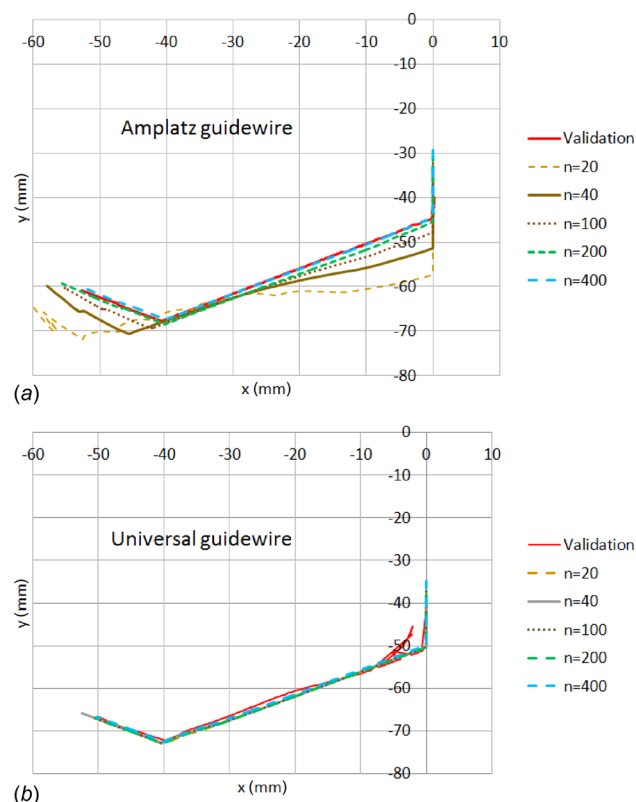 -60 -50 -40 -30 -20 -10 0 10
0
-10
-20
Amplatz guidewire
-30
Validation
n=20
-40
n=40
y (mm)
-50
n=100
n=200
-60
n=400
-70
-80
(a)
x (mm)
-60 -50 -40 -30 -20 -10 0 10
0
-10
-20
Universal guidewire
-30
Validation
n=20
-40
n=40
y (mm)
-50
n=100
n=200
-60
n=400
-70
-80
(b)
x (mm)